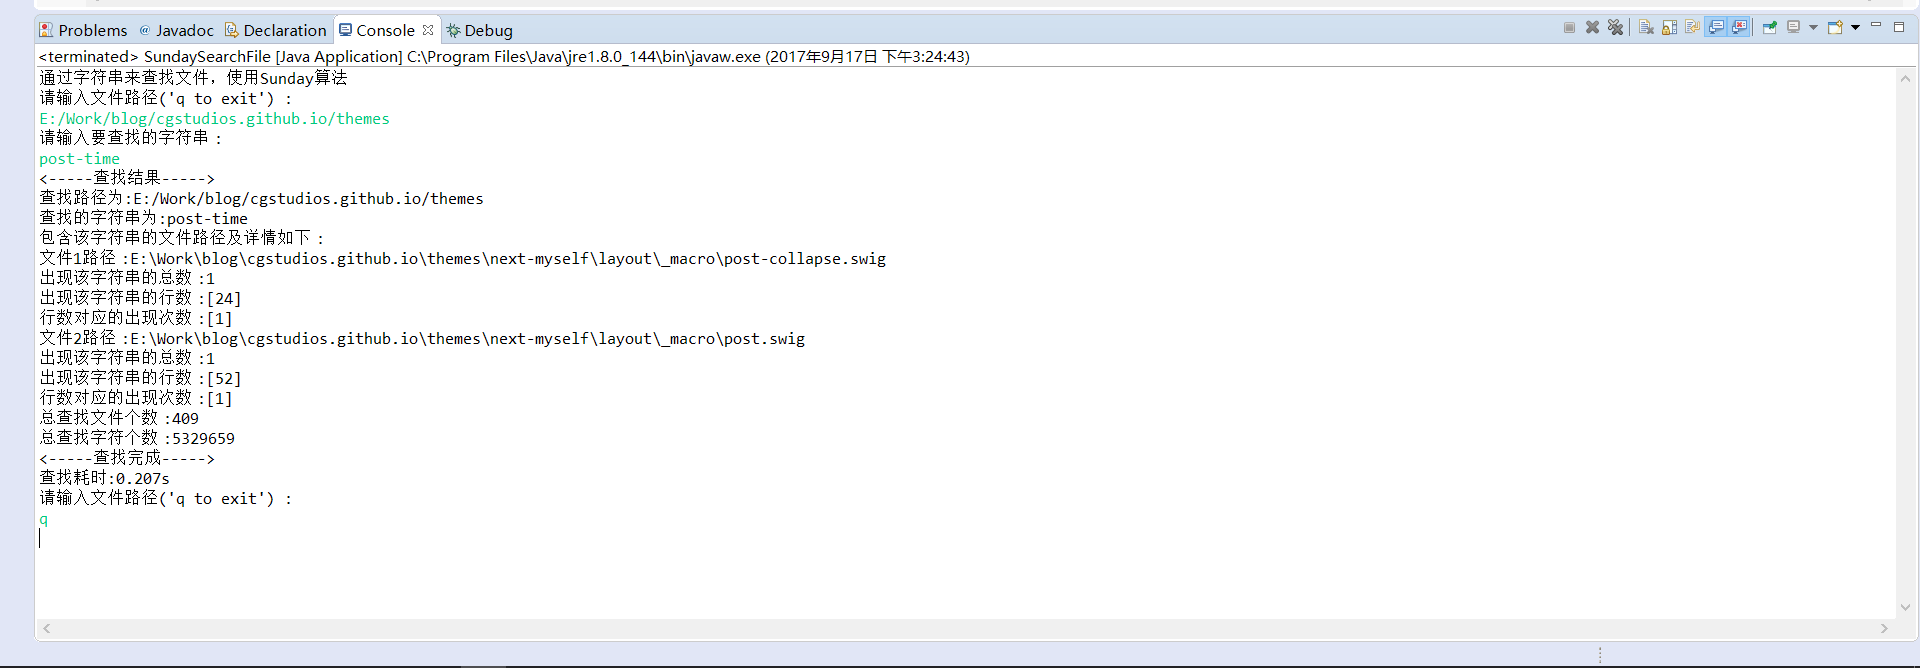 Problems @ Javadoc Declaration Console Debug
<terminated> SundaySearchFile [Java Application] C:\Program Files\Java\jre1.8.0_144\bin\javaw.exe (2017年9月17日 下午3:24:43)
通过字符串来查找文件，使用Sunday算法
请输入文件路径('q to exit') :
E:/Work/blog/cgstudios.github.io/themes
请输入要查找的字符串 :
post-time
<-----查找结果----->
查找路径为:E:/Work/blog/cgstudios.github.io/themes
查找的字符串为:post-time
包含该字符串的文件路径及详情如下 :
文件1路径 :E:\Work\blog\cgstudios.github.io\themes\next-myself\layout\_macro\post-collapse.swig
出现该字符串的总数 :1
出现该字符串的行数 :[24]
行数对应的出现次数 :[1]
文件2路径 :E:\Work\blog\cgstudios.github.io\themes\next-myself\layout\_macro\post.swig
出现该字符串的总数 :1
出现该字符串的行数 :[52]
行数对应的出现次数 :[1]
总查找文件个数 :409
总查找字符个数 :5329659
<-----查找完成----->
查找耗时:0.207s
请输入文件路径('q to exit') :
q